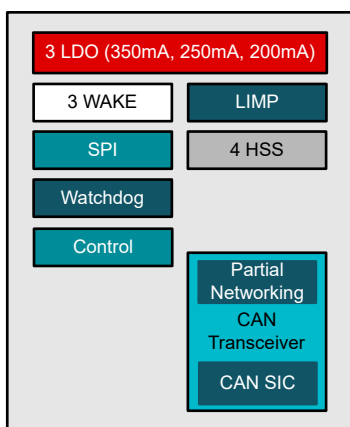 3 LDO (350mA, 250mA, 200mA)
3 WAKE
LIMP
SPI
4 HSS
Watchdog
Control
Partial
Networking
CAN
Transceiver
CAN SIC